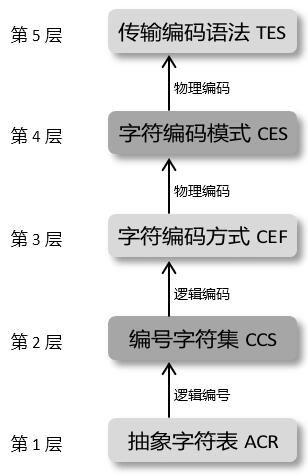 第 5 层 传输编码语法 TES
物理编码
第 4 层 字符编码模式 CES
物理编码
第 3 层 字符编码方式 CEF
逻辑编码
第 2 层 编号字符集 CCS
逻辑编号
第 1 层 抽象字符表 ACR